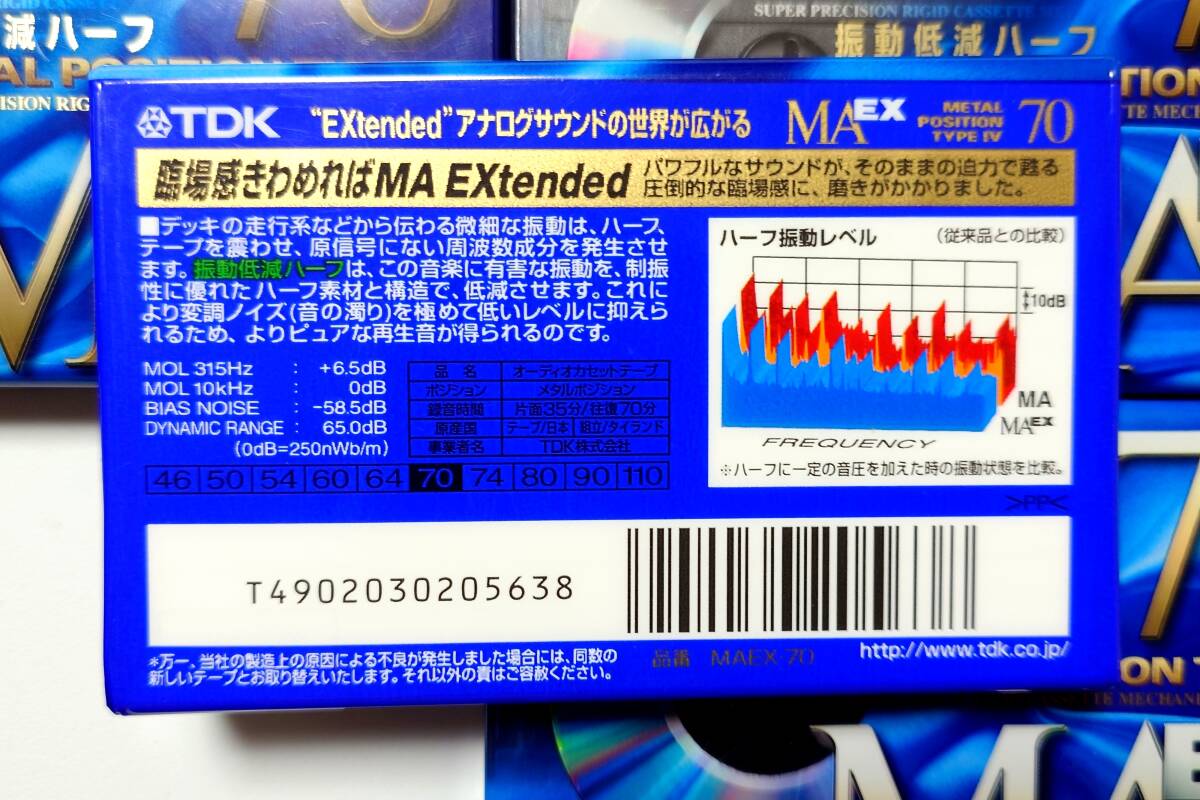 減ハーフ
AL POSITION
ISION RIG
SUPER PRECISION RIGID CASSETTE
振動低減ハーフ
TION
TE MECH
TDK "EXtended"アナログサウンドの世界が広がる MAEX METAL POSITION TYPE IV 70
臨場感きわめればMA EXtended
パワフルなサウンドが、そのままの迫力で甦る
圧倒的な臨場感に、磨きがかかりました。
■デッキの走行系などから伝わる微細な振動は、ハーフ、
テープを震わせ、原信号にない周波数成分を発生させ
ます。振動低減ハーフは、この音楽に有害な振動を、制振
性に優れたハーフ素材と構造で、低減させます。これに
より変調ノイズ(音の濁り)を極めて低いレベルに抑えら
れるため、よりピュアな再生音が得られるのです。
MOL 315Hz : +6.5dB
MOL 10kHz : 0dB
BIAS NOISE : -58.5dB
DYNAMIC RANGE : 65.0dB
(0dB=250nWb/m)
品名 オーディオカセットテープ
ポジション メタルポジション
録音時間 片面35分/往復70分
原産国 テープ/日本 組立/タイランド
事業者名 TDK株式会社
46 50 54 60 64 70 74 80 90 110
ハーフ振動レベル (従来品との比較)
10dB
MA
MAEX
FREQUENCY
※ハーフに一定の音圧を加えた時の振動状態を比較。
>PP<
T4902030205638
*万一、当社の製造上の原因による不良が発生しました場合には、同数の
新しいテープとお取り替えいたします。それ以外の責はご容赦ください。
品番 MAEX-70
http://www.tdk.co.jp/
ION T
TE MECHANI
MAE